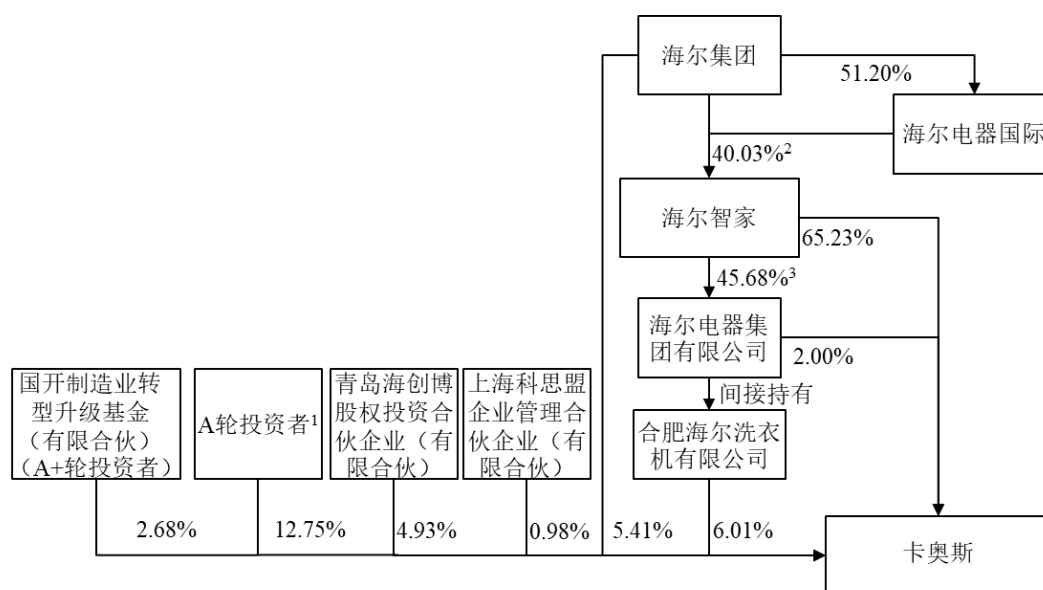 海尔集团
51.20%
海尔电器国际
40.03%²
海尔智家
65.23%
45.68%³
海尔电器集
团有限公司
2.00%
间接持有
国开制造业转
型升级基金
（有限合伙）
（A+轮投资者）
A轮投资者¹
青岛海创博
股权投资合
伙企业（有
限合伙）
上海科思盟
企业管理合
伙企业（有
限合伙）
合肥海尔洗衣
机有限公司
2.68%
12.75%
4.93%
0.98%
5.41%
6.01%
卡奥斯